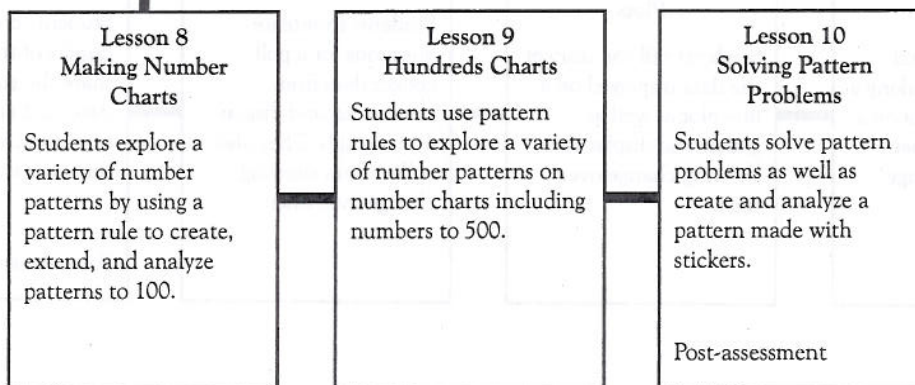 Lesson 8
Making Number
Charts
Students explore a
variety of number
patterns by using a
pattern rule to create,
extend, and analyze
patterns to 100.
Lesson 9
Hundreds Charts
Students use pattern
rules to explore a variety
of number patterns on
number charts including
numbers to 500.
Lesson 10
Solving Pattern
Problems
Students solve pattern
problems as well as
create and analyze a
pattern made with
stickers.
Post-assessment